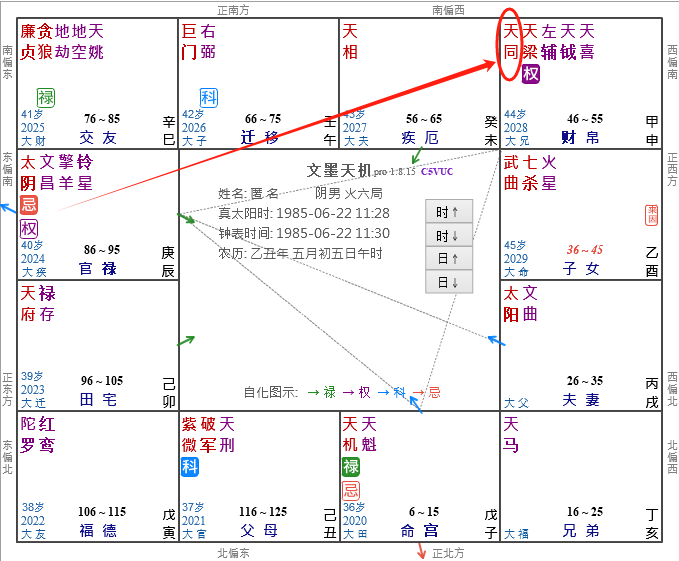 正南方
南偏西
南偏东
廉贪地地天
贞狼劫空姚
禄
41岁
2025
大财
76~85
交友
辛巳
巨右
门弼
科
42岁
2026
大子
66~75
迁移
壬午
天
相
43岁
2027
大夫
56~65
疾厄
癸未
天天左天天
同梁辅钺喜
权
44岁
2028
大兄
46~55
财帛
甲申
西偏南
东偏南
太文擎铃
阴昌羊星
忌
权
40岁
2024
大疾
86~95
官禄
庚辰
文墨天机 pro 1.8.15 C5VUC
姓名: 匿名 阴男 火六局
真太阳时: 1985-06-22 11:28
钟表时间: 1985-06-22 11:30
农历: 乙丑年 五月初五日午时
时↑
时↓
日↑
日↓
武七火
曲杀星
来因
45岁
2029
大命
36~45
子女
乙酉
正西方
天禄
府存
39岁
2023
大迁
96~105
田宅
己卯
正东方
自化图示: →禄 →权 →科 →忌
太文
阳曲
大父
26~35
夫妻
丙戌
西偏北
东偏北
陀红
罗鸾
38岁
2022
大友
106~115
福德
戊寅
紫破天
微军刑
科
37岁
2021
大官
116~125
父母
己丑
天天
机魁
禄
忌
36岁
2020
大田
6~15
命宫
戊子
天
马
大福
16~25
兄弟
丁亥
北偏西
北偏东
正北方